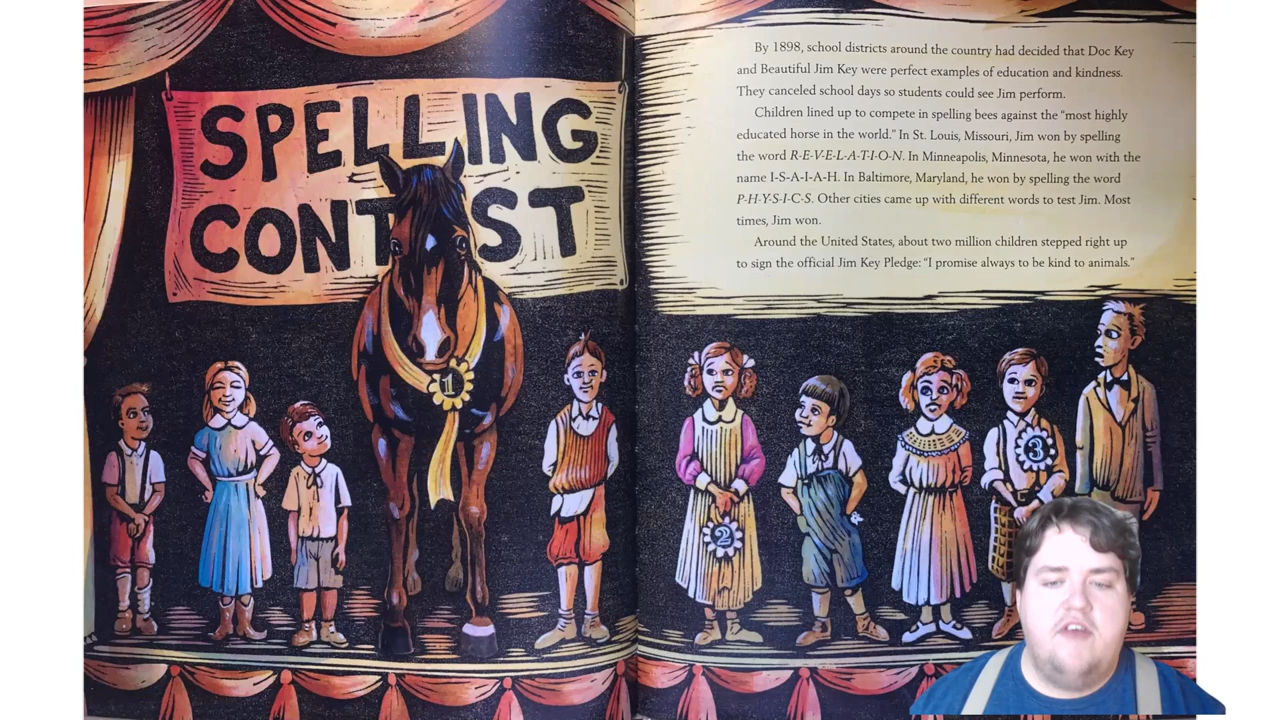 SPELLING
CONT ST
1
2
3
By 1898, school districts around the country had decided that Doc Key
and Beautiful Jim Key were perfect examples of education and kindness.
They canceled school days so students could see Jim perform.
Children lined up to compete in spelling bees against the “most highly
educated horse in the world.” In St. Louis, Missouri, Jim won by spelling
the word R-E-V-E-L-A-T-I-O-N. In Minneapolis, Minnesota, he won with the
name I-S-A-I-A-H. In Baltimore, Maryland, he won by spelling the word
P-H-Y-S-I-C-S. Other cities came up with different words to test Jim. Most
times, Jim won.
Around the United States, about two million children stepped right up
to sign the official Jim Key Pledge: “I promise always to be kind to animals.”